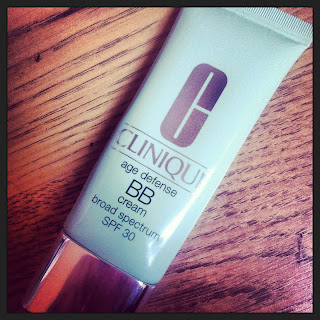 C
CLINIQUE
age defense
BB
cream
broad spectrum
SPF 30